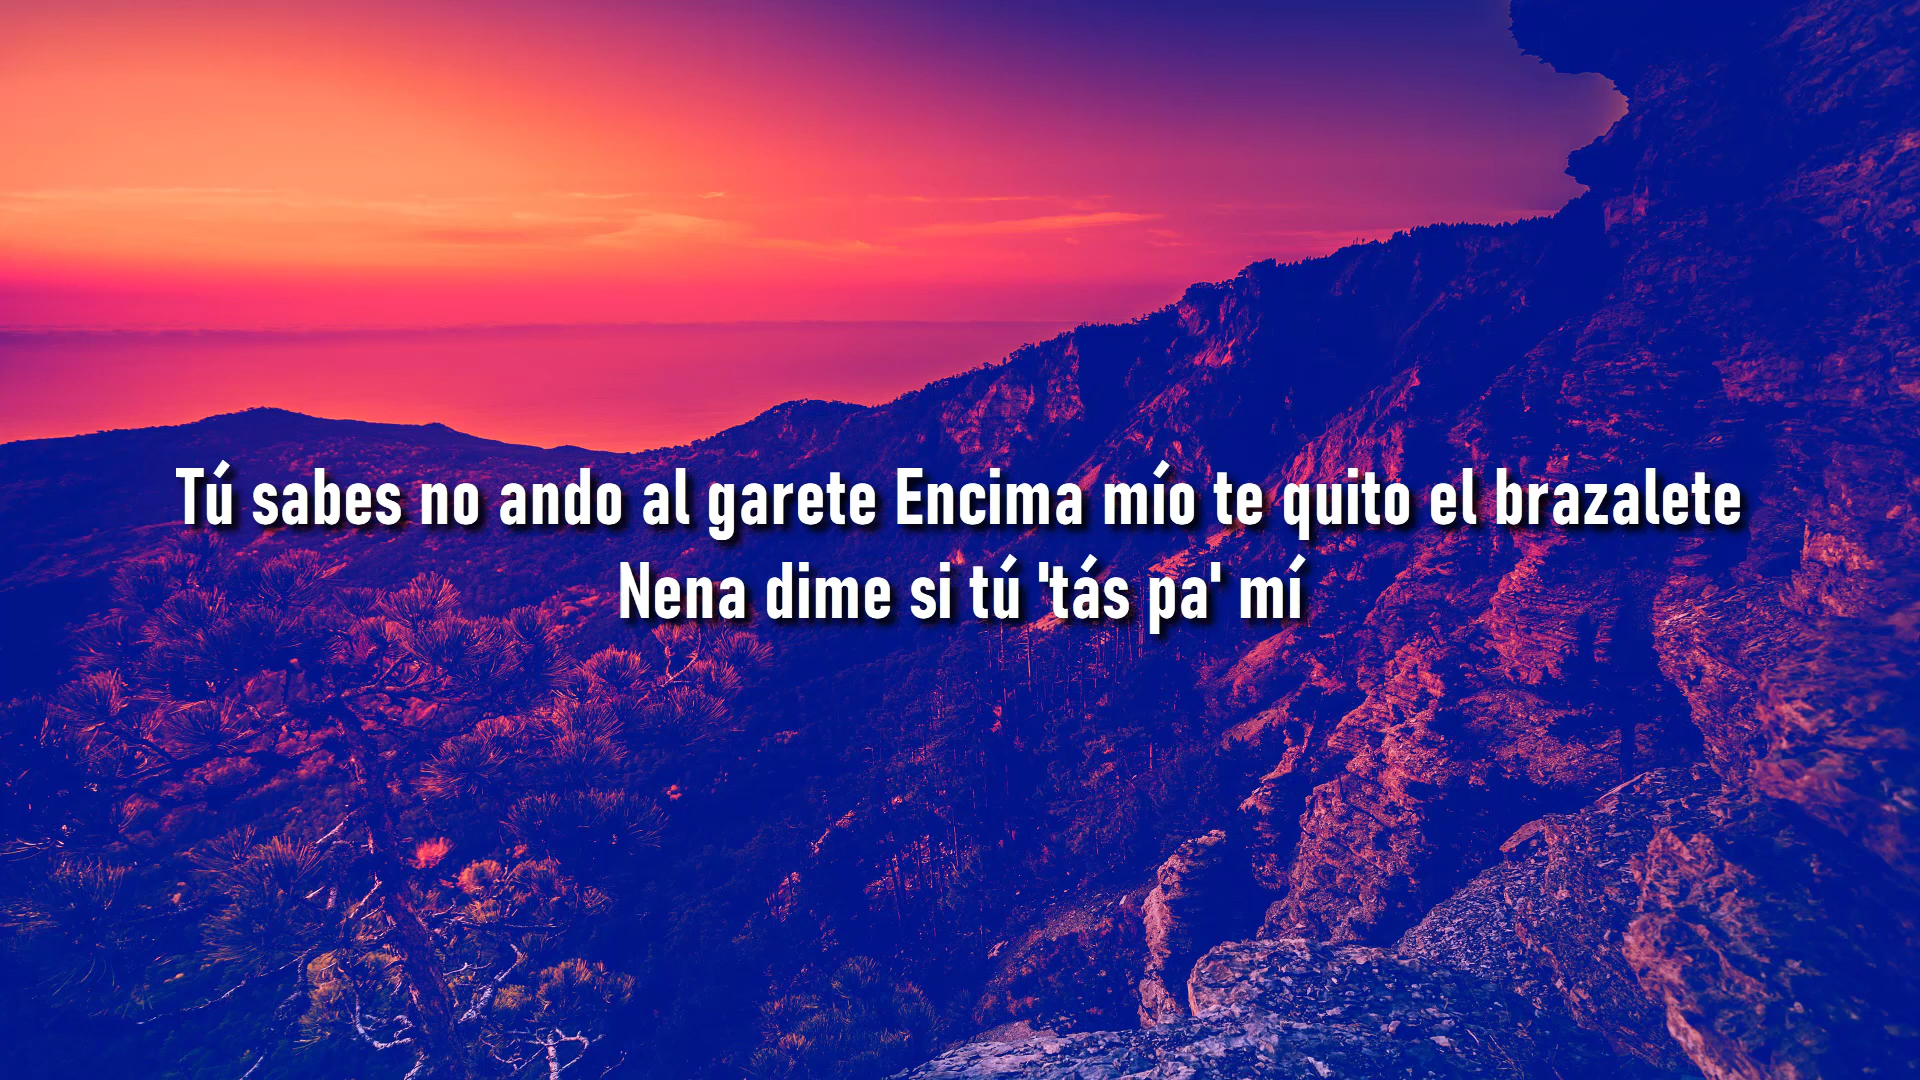 Tú sabes no ando al garete Encima mío te quito el brazalete
Nena dime si tú 'tás pa' mí